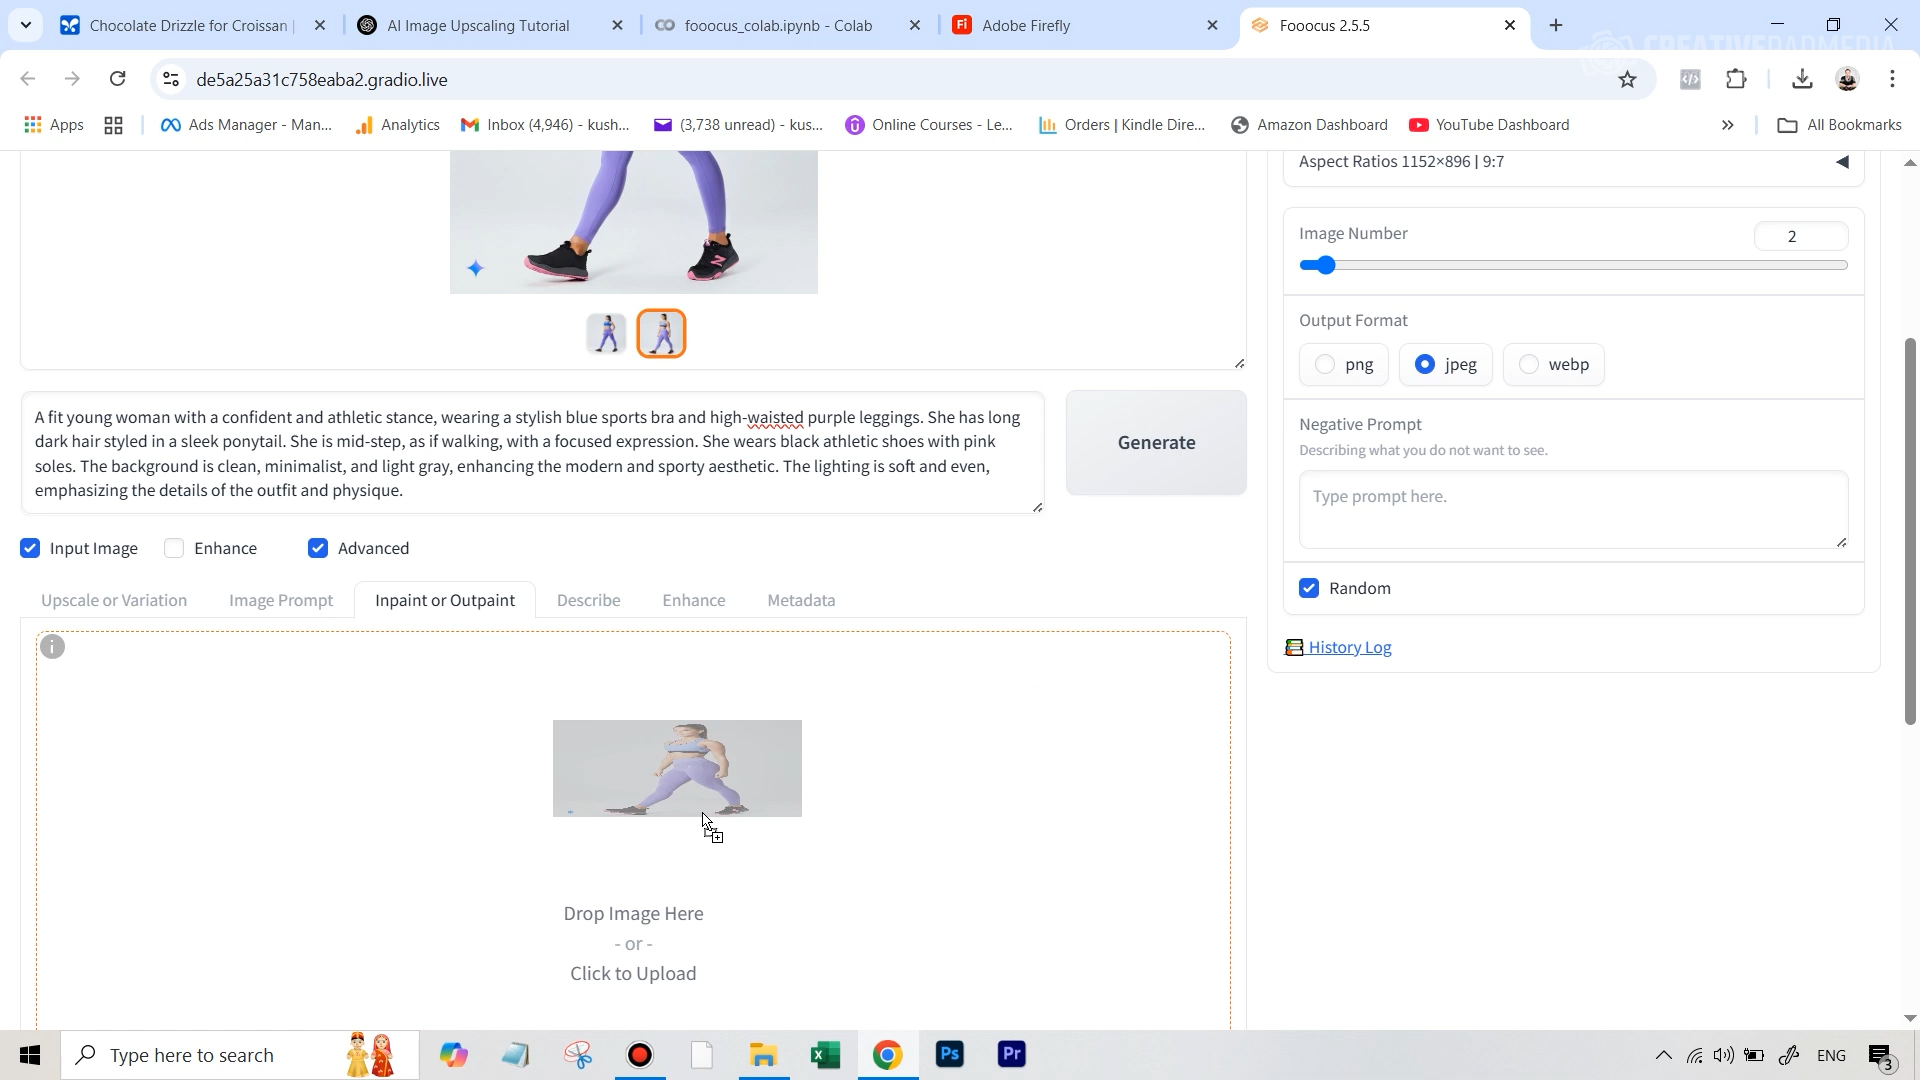 Chocolate Drizzle for Croissan
AI Image Upscaling Tutorial
fooocus_colab.ipynb - Colab
Adobe Firefly
Fooocus 2.5.5
CREATIVEPADMEDIA
de5a25a31c758eaba2.gradio.live
Apps
Ads Manager - Man...
Analytics
Inbox (4,946) - kush...
(3,738 unread) - kus...
Online Courses - Le...
Orders | Kindle Dire...
Amazon Dashboard
YouTube Dashboard
All Bookmarks
Aspect Ratios 1152×896 | 9:7
Image Number
2
Output Format
png
jpeg
webp
A fit young woman with a confident and athletic stance, wearing a stylish blue sports bra and high-waisted purple leggings. She has long
dark hair styled in a sleek ponytail. She is mid-step, as if walking, with a focused expression. She wears black athletic shoes with pink
soles. The background is clean, minimalist, and light gray, enhancing the modern and sporty aesthetic. The lighting is soft and even,
emphasizing the details of the outfit and physique.
Generate
Negative Prompt
Describing what you do not want to see.
Type prompt here.
Input Image
Enhance
Advanced
Random
Upscale or Variation
Image Prompt
Inpaint or Outpaint
Describe
Enhance
Metadata
History Log
Drop Image Here
- or -
Click to Upload
Type here to search
Ps
Pr
ENG
3